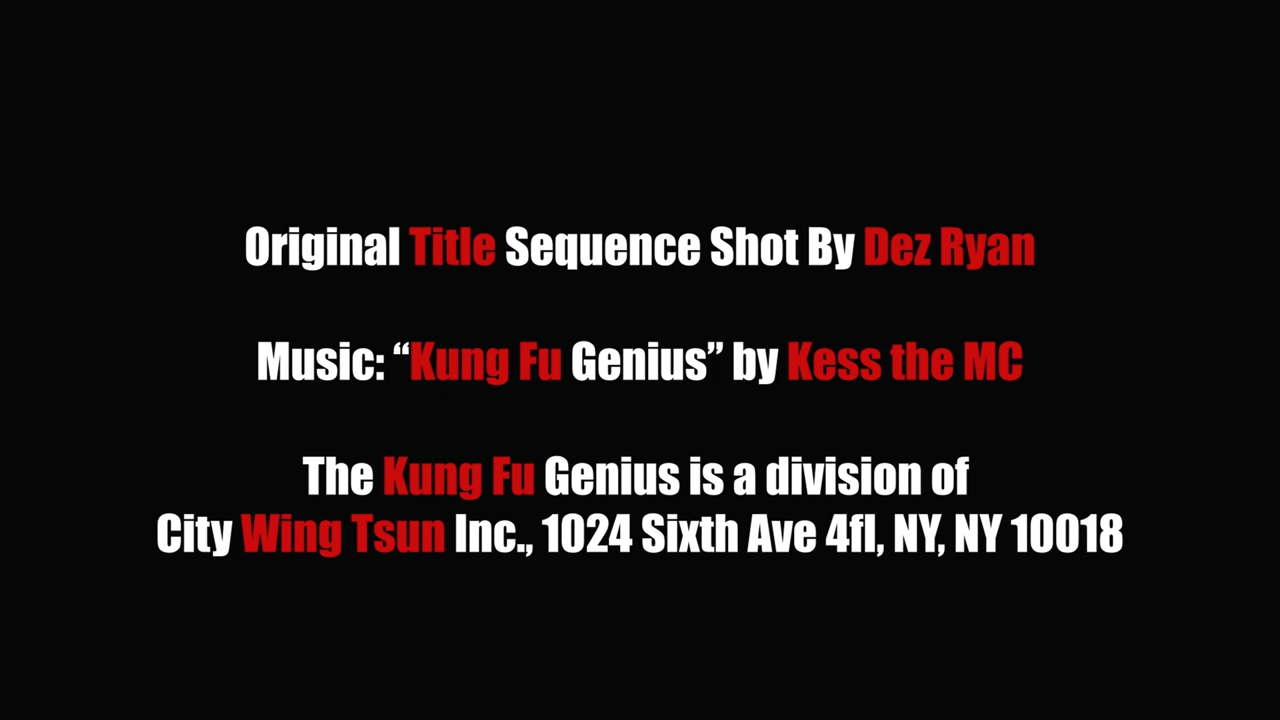 Original Title Sequence Shot By Dez Ryan
Music: “Kung Fu Genius” by Kess the MC
The Kung Fu Genius is a division of
City Wing Tsun Inc., 1024 Sixth Ave 4fl, NY, NY 10018